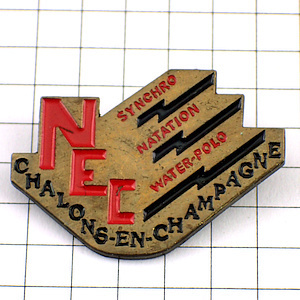 NEC
SYNCHRO
NATATION
WATER-POLO
CHALONS-EN-CHAMPAGNE